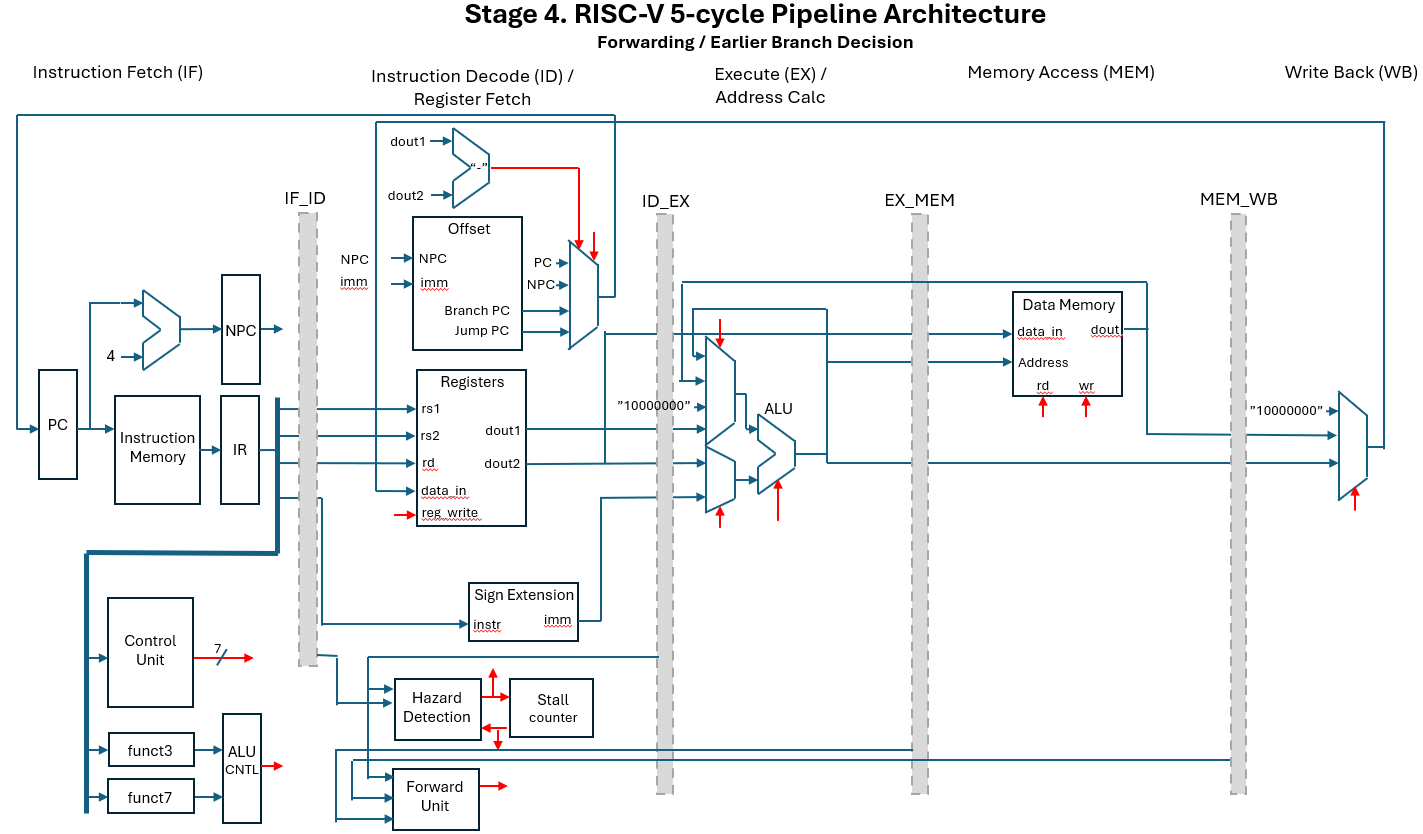 Stage 4. RISC-V 5-cycle Pipeline Architecture
Forwarding / Earlier Branch Decision
Instruction Fetch (IF)
Instruction Decode (ID) /
Register Fetch
Execute (EX) /
Address Calc
Memory Access (MEM)
Write Back (WB)
dout1
“-”
dout2
IF_ID
ID_EX
EX_MEM
MEM_WB
Offset
NPC
NPC
imm
imm
Branch PC
Jump PC
PC
NPC
NPC
4
PC
Instruction
Memory
IR
Registers
rs1
rs2
rd
data_in
reg_write
dout1
dout2
”10000000”
ALU
Data Memory
data_in
dout
Address
rd
wr
”10000000”
Sign Extension
instr
imm
Control
Unit
7
Hazard
Detection
Stall
counter
funct3
funct7
ALU
CNTL
Forward
Unit